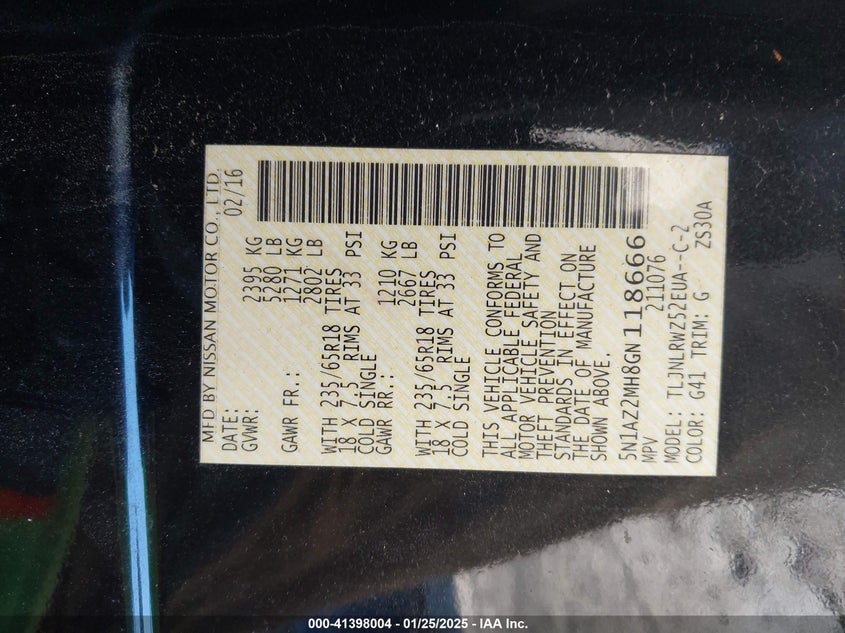 MFD BY NISSAN MOTOR CO., LTD.
DATE: 02/16
GVWR: 2395 KG
5280 LB
GAWR FR.: 1271 KG
2802 LB
WITH 235/65R18 TIRES
18 X 7.5 RIMS AT 33 PSI
COLD SINGLE
GAWR RR.: 1210 KG
2667 LB
WITH 235/65R18 TIRES
18 X 7.5 RIMS AT 33 PSI
COLD SINGLE
THIS VEHICLE CONFORMS TO
ALL APPLICABLE FEDERAL
MOTOR VEHICLE SAFETY AND
THEFT PREVENTION
STANDARDS IN EFFECT ON
THE DATE OF MANUFACTURE
SHOWN ABOVE.
5N1AZ2MH8GN118666
MPV 211076
MODEL: TLJNLRWZ52EUA--C-2
COLOR: G41 TRIM: G ZS30A
000-41398004 - 01/25/2025 - IAA Inc.